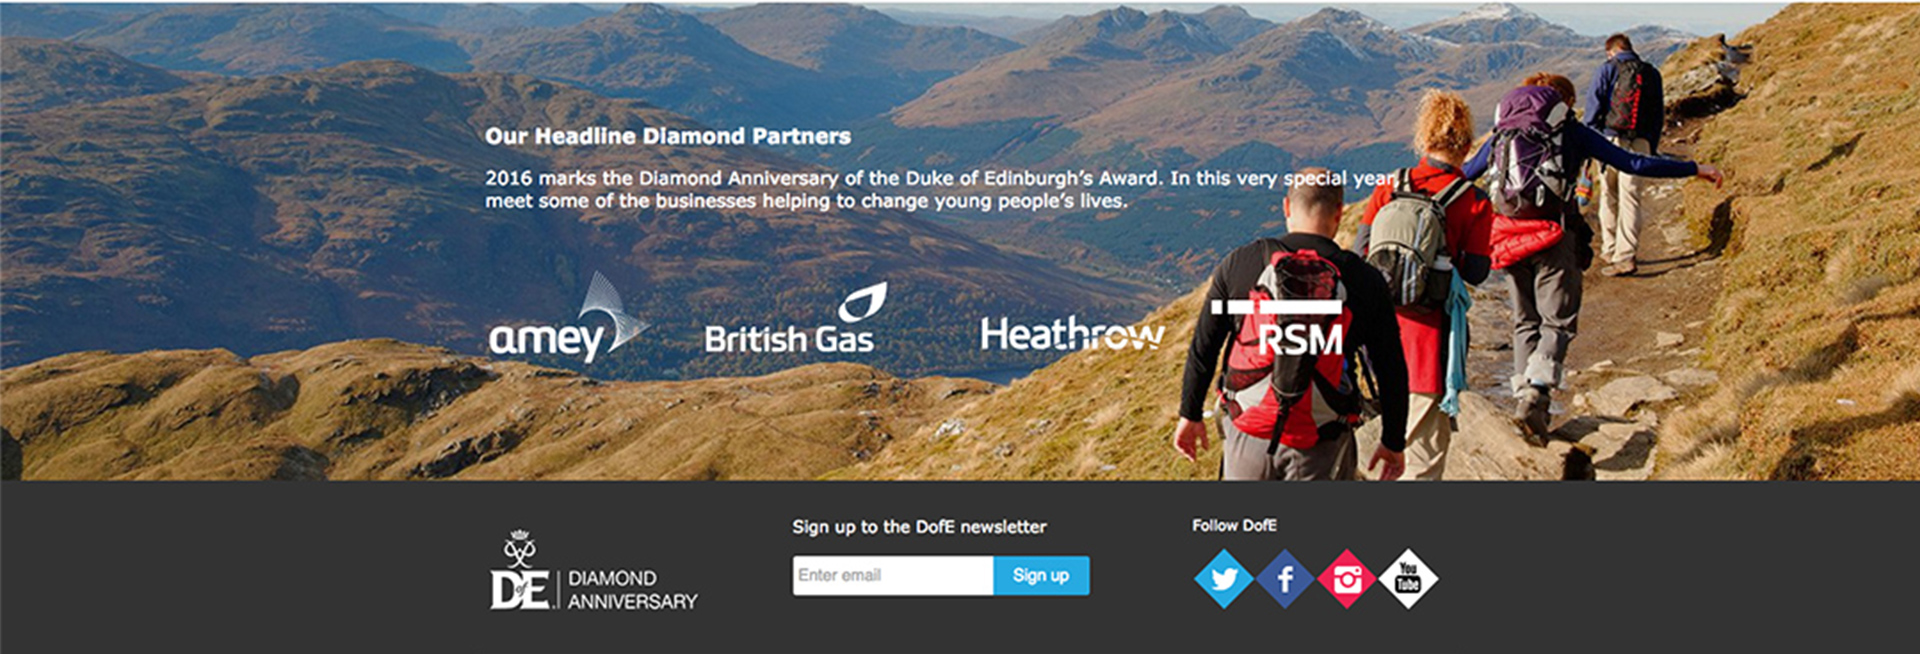 Our Headline Diamond Partners
2016 marks the Diamond Anniversary of the Duke of Edinburgh's Award. In this very special year,
meet some of the businesses helping to change young people's lives.
amey
British Gas
Heathrow
RSM
DofE
DIAMOND
ANNIVERSARY
Sign up to the DofE newsletter
Enter email
Sign up
Follow DofE
You
Tube